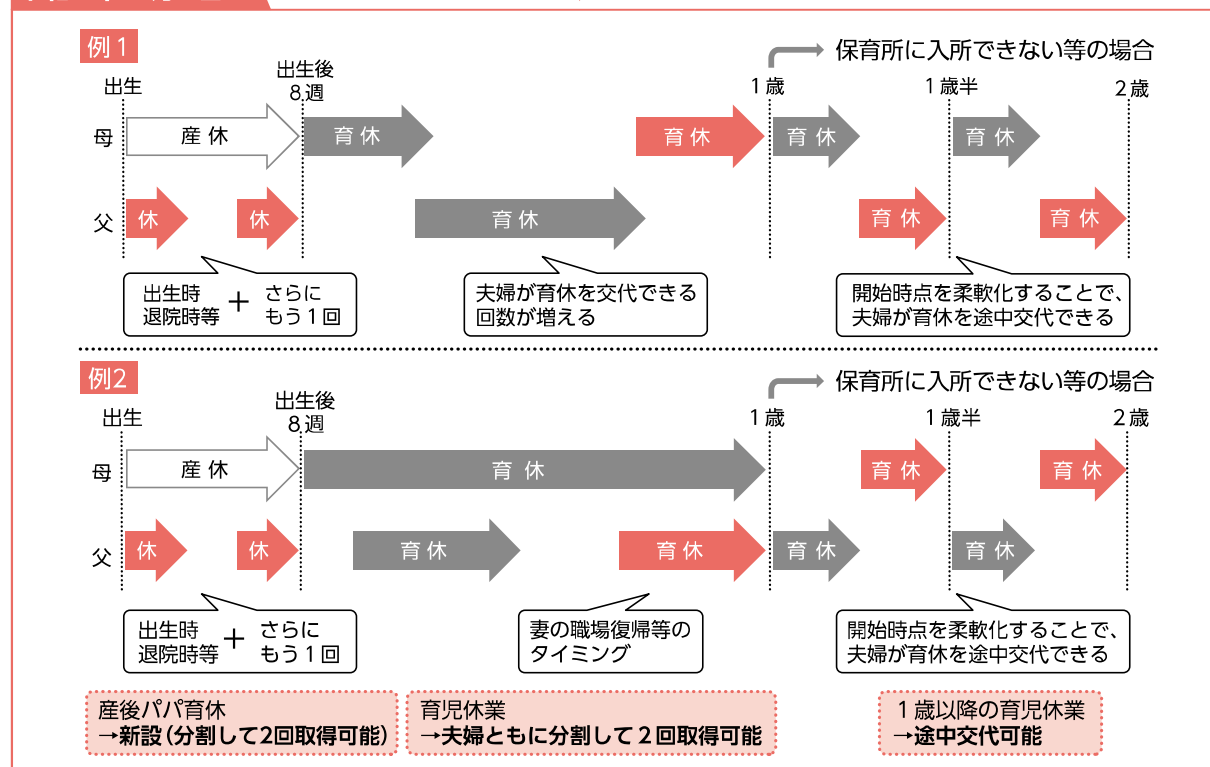 例1
保育所に入所できない等の場合
出生
出生後
8週
1歳
1歳半
2歳
母
産休
育休
育休
育休
育休
父
休
休
育休
育休
育休
出生時
退院時等
+
さらに
もう1回
夫婦が育休を交代できる
回数が増える
開始時点を柔軟化することで、
夫婦が育休を途中交代できる
例2
保育所に入所できない等の場合
出生
出生後
8週
1歳
1歳半
2歳
母
産休
育休
育休
育休
父
休
休
育休
育休
育休
育休
出生時
退院時等
+
さらに
もう1回
妻の職場復帰等の
タイミング
開始時点を柔軟化することで、
夫婦が育休を途中交代できる
産後パパ育休
→新設(分割して2回取得可能)
育児休業
→夫婦ともに分割して2回取得可能
1歳以降の育児休業
→途中交代可能